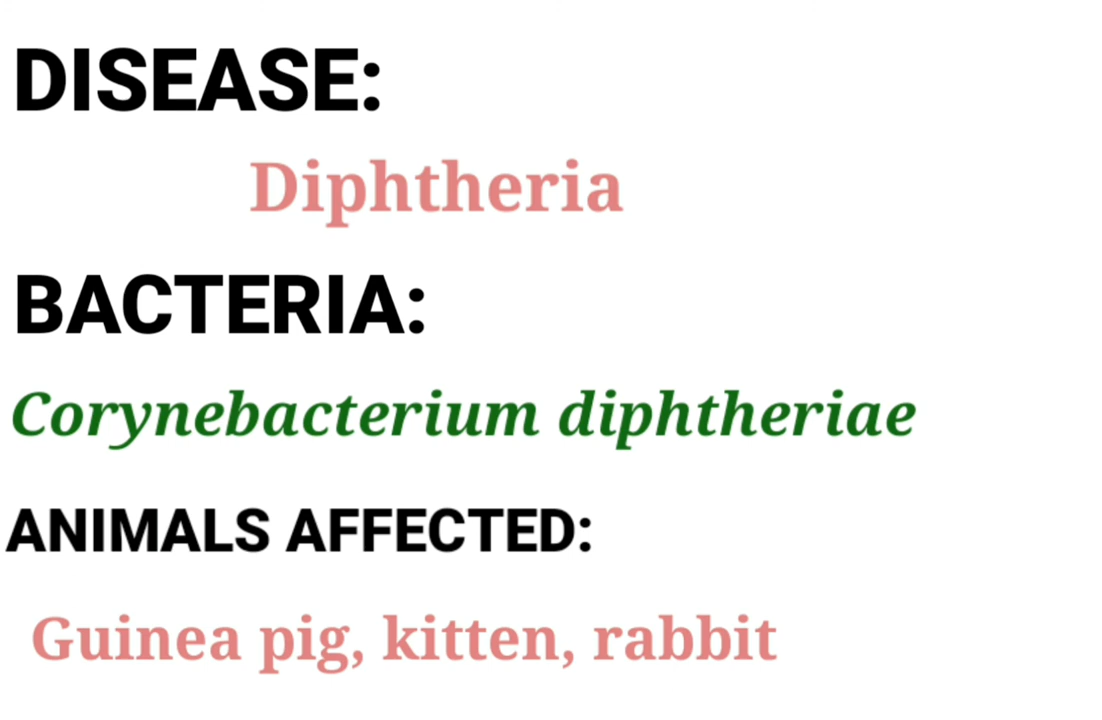 DISEASE:
Diphtheria
BACTERIA:
Corynebacterium diphtheriae
ANIMALS AFFECTED:
Guinea pig, kitten, rabbit